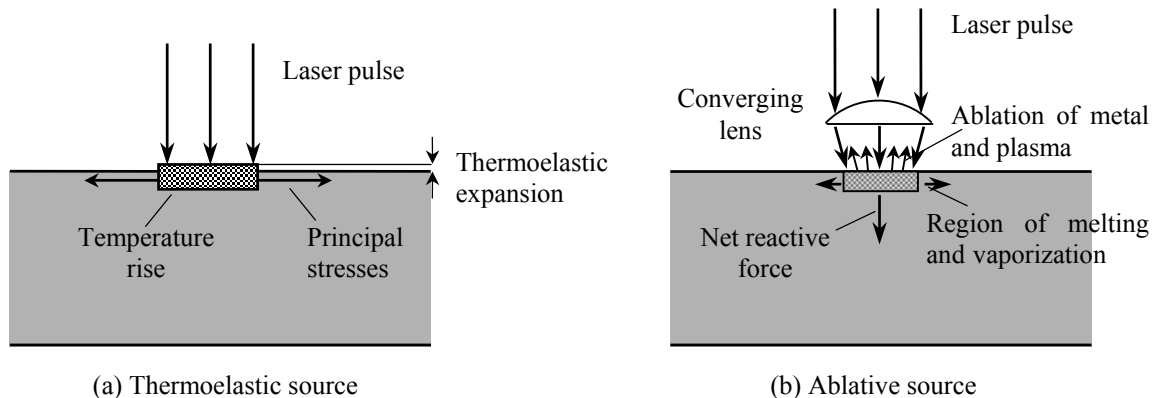 Laser pulse
Thermoelastic
expansion
Temperature
rise
Principal
stresses
(a) Thermoelastic source
Laser pulse
Converging
lens
Ablation of metal
and plasma
Net reactive
force
Region of melting
and vaporization
(b) Ablative source